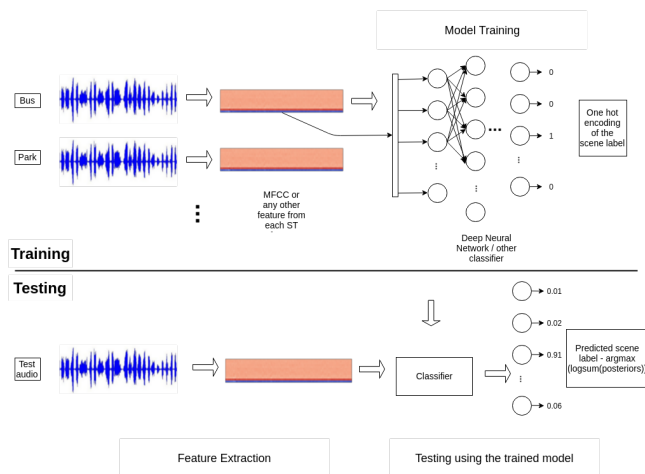 Model Training
Bus
Park
0
0
1
0
One hot
encoding
of the
scene label
MFCC or
any other
feature from
each ST
Deep Neural
Network / other
classifier
Training
Testing
0.01
0.02
0.91
0.06
Test
audio
Classifier
Predicted scene
label - argmax
(logsum(posteriors))
Feature Extraction
Testing using the trained model